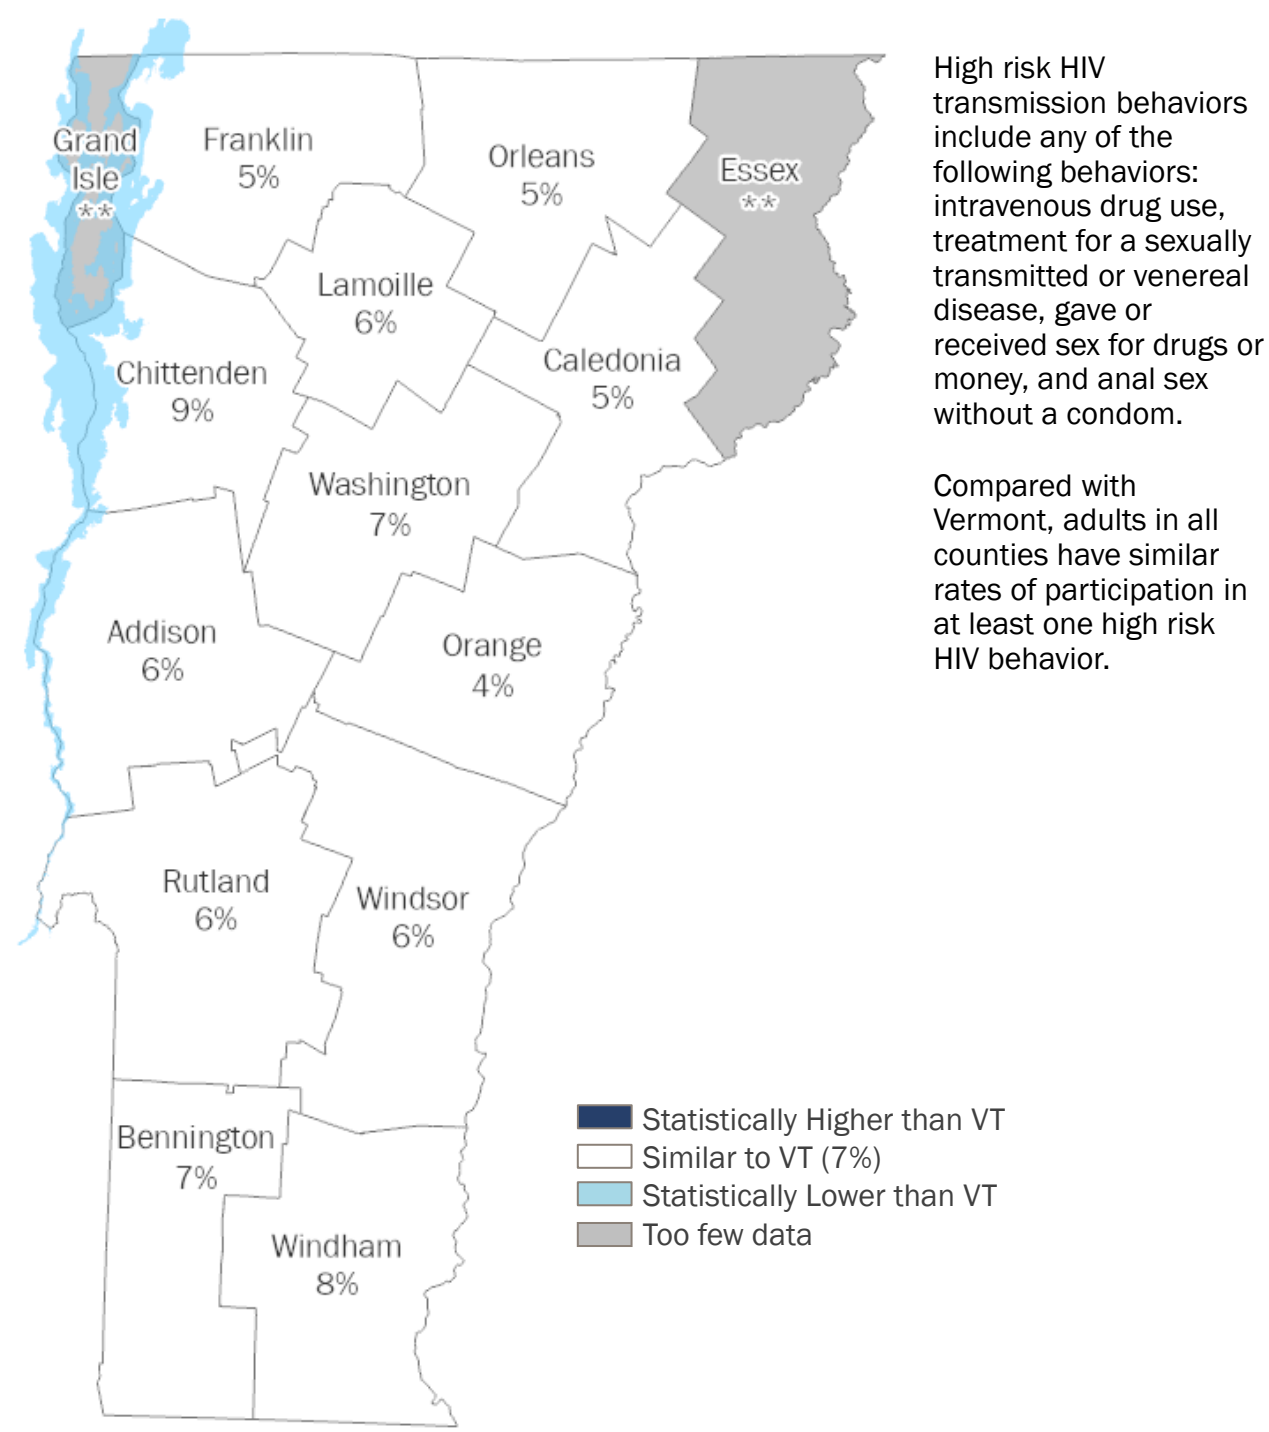 High risk HIV
transmission behaviors
include any of the
following behaviors:
intravenous drug use,
treatment for a sexually
transmitted or venereal
disease, gave or
received sex for drugs or
money, and anal sex
without a condom.
Compared with
Vermont, adults in all
counties have similar
rates of participation in
at least one high risk
HIV behavior.
Grand
Isle
**
Franklin
5%
Orleans
5%
Essex
**
Lamoille
6%
Chittenden
9%
Caledonia
5%
Washington
7%
Addison
6%
Orange
4%
Rutland
6%
Windsor
6%
Bennington
7%
Windham
8%
Statistically Higher than VT
Similar to VT (7%)
Statistically Lower than VT
Too few data